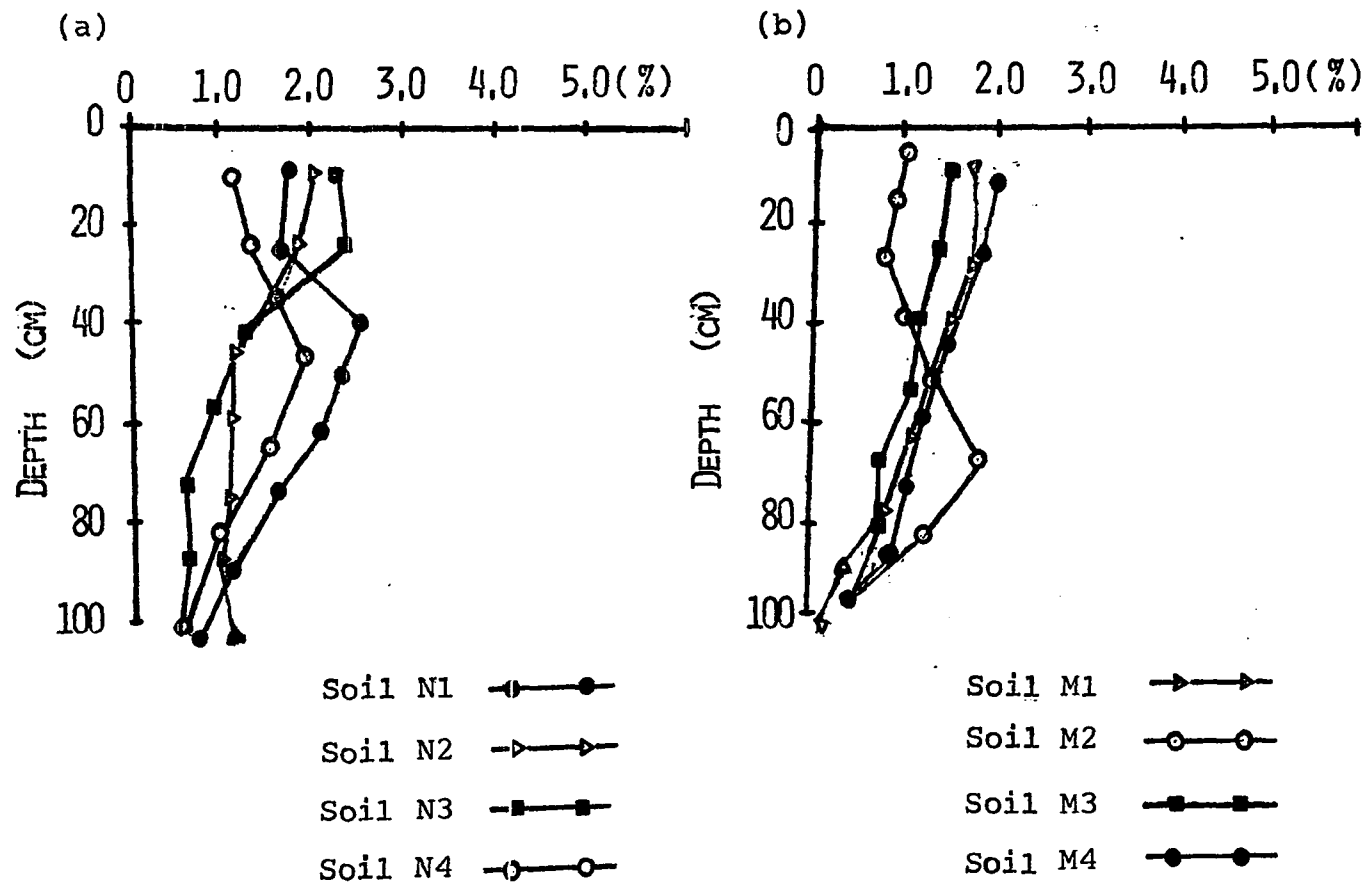 (a)
0 1.0 2.0 3.0 4.0 5.0(%)
0
20
40
60
80
100
DEPTH (CM)
Soil N1
Soil N2
Soil N3
Soil N4
(b)
0 1.0 2.0 3.0 4.0 5.0(%)
0
20
40
60
80
100
DEPTH (CM)
Soil M1
Soil M2
Soil M3
Soil M4